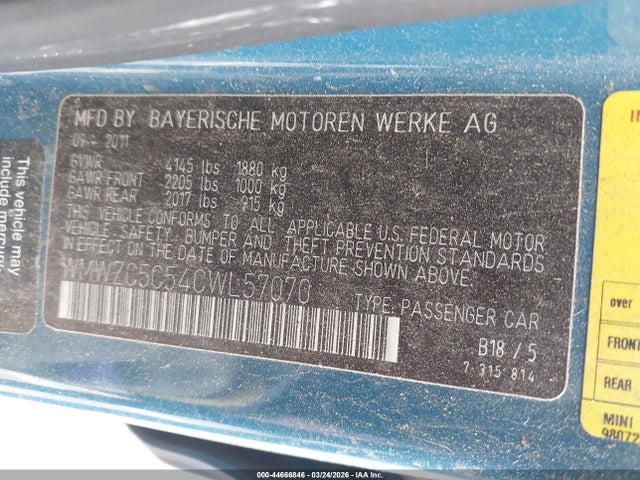 MFD BY BAYERISCHE MOTOREN WERKE AG
09 - 2011
GVWR 4145 lbs 1880 kg
GAWR FRONT 2205 lbs 1000 kg
GAWR REAR 2017 lbs 915 kg
THIS VEHICLE CONFORMS TO ALL APPLICABLE U.S. FEDERAL MOTOR
VEHICLE SAFETY, BUMPER AND THEFT PREVENTION STANDARDS
IN EFFECT ON THE DATE OF MANUFACTURE SHOWN ABOVE.
WMWZC5C54CWL57070
TYPE: PASSENGER CAR
B18 / 5
7 315 814
This vehicle may
include mercury
over
FRONT
REAR
MINI
98072
000-44666846 - 03/24/2026 - IAA Inc.